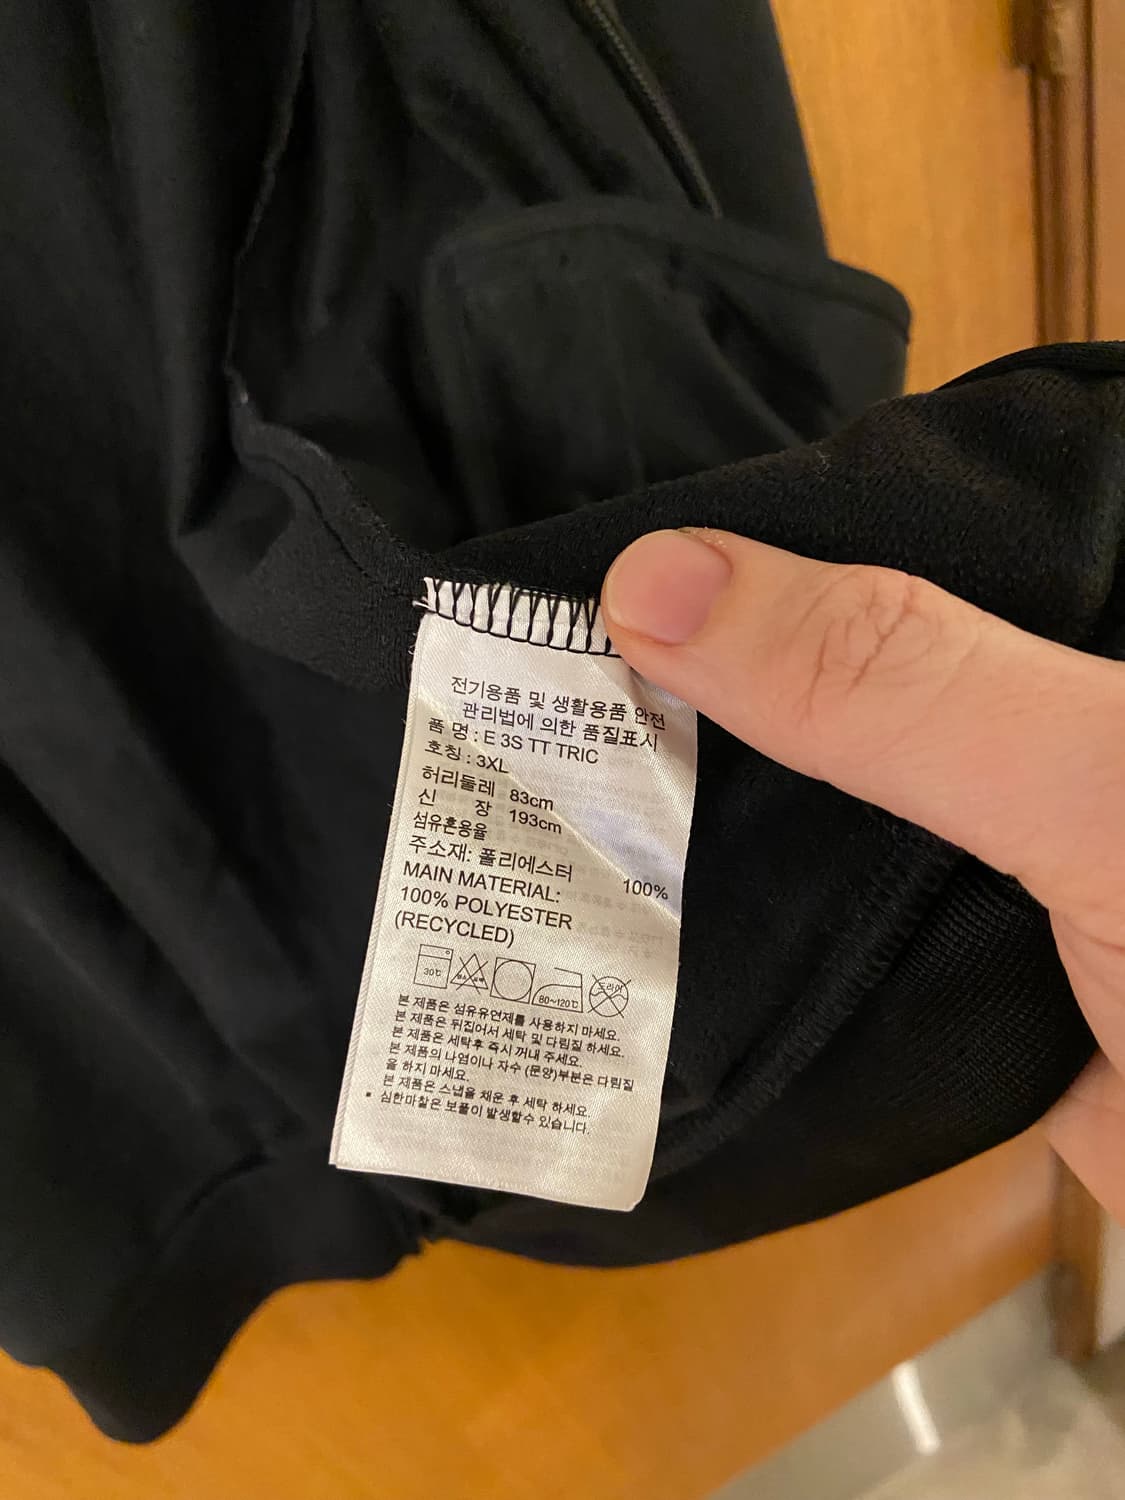 전기용품 및 생활용품 안전
관리법에 의한 품질표시
품 명 : E 3S TT TRIC
호칭 : 3XL
허리둘레 83cm
신 장 193cm
섬유혼용율
주소재: 폴리에스터 100%
MAIN MATERIAL:
100% POLYESTER
(RECYCLED)
30℃
80~120℃
드라이
본 제품은 섬유유연제를 사용하지 마세요.
본 제품은 뒤집어서 세탁 및 다림질 하세요.
본 제품은 세탁후 즉시 꺼내 주세요.
본 제품의 나염이나 자수 (문양)부분은 다림질
을 하지 마세요.
본 제품은 스냅을 채운 후 세탁 하세요.
* 심한마찰은 보풀이 발생할수 있습니다.